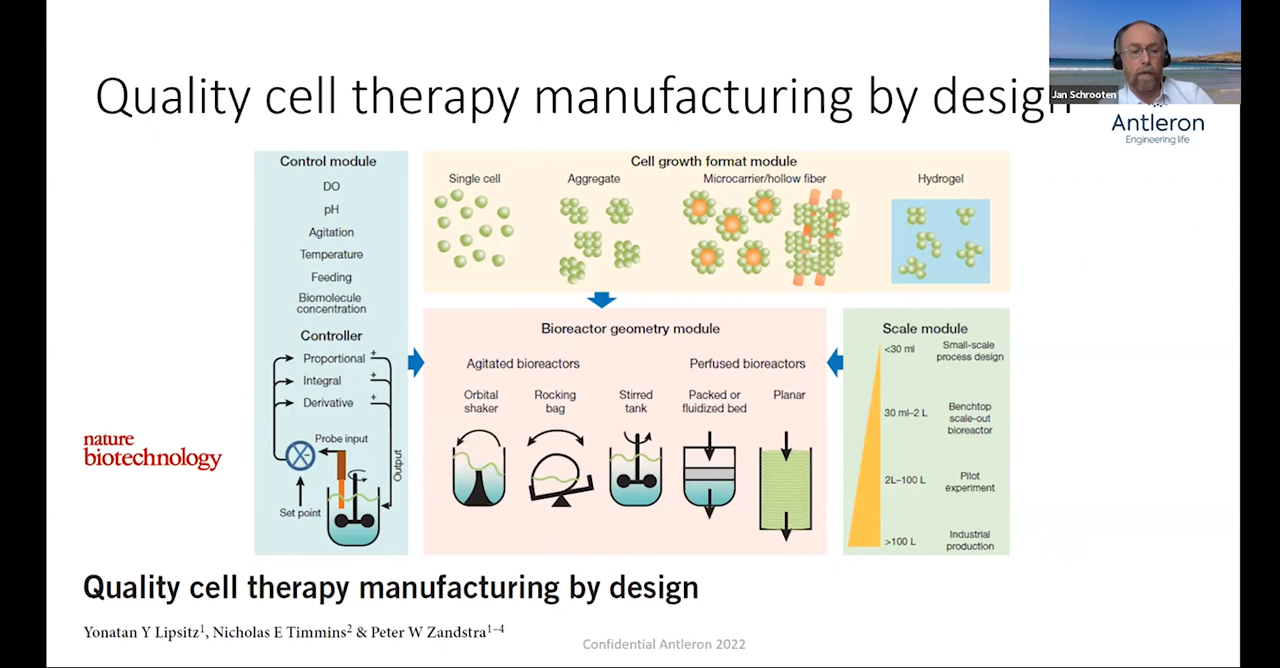 Quality cell therapy manufacturing by design
Jan Schrooten
Antleron
Engineering life
Control module
DO
pH
Agitation
Temperature
Feeding
Biomolecule
concentration
Controller
Proportional +
Integral +
Derivative +
Probe input
Output
Set point
Cell growth format module
Single cell
Aggregate
Microcarrier/hollow fiber
Hydrogel
Bioreactor geometry module
Agitated bioreactors
Perfused bioreactors
Orbital
shaker
Rocking
bag
Stirred
tank
Packed or
fluidized bed
Planar
Scale module
<30 ml
Small-scale
process design
30 ml–2 L
Benchtop
scale-out
bioreactor
2L–100 L
Pilot
experiment
>100 L
Industrial
production
nature
biotechnology
Quality cell therapy manufacturing by design
Yonatan Y Lipsitz1, Nicholas E Timmins2 & Peter W Zandstra1–4
Confidential Antleron 2022